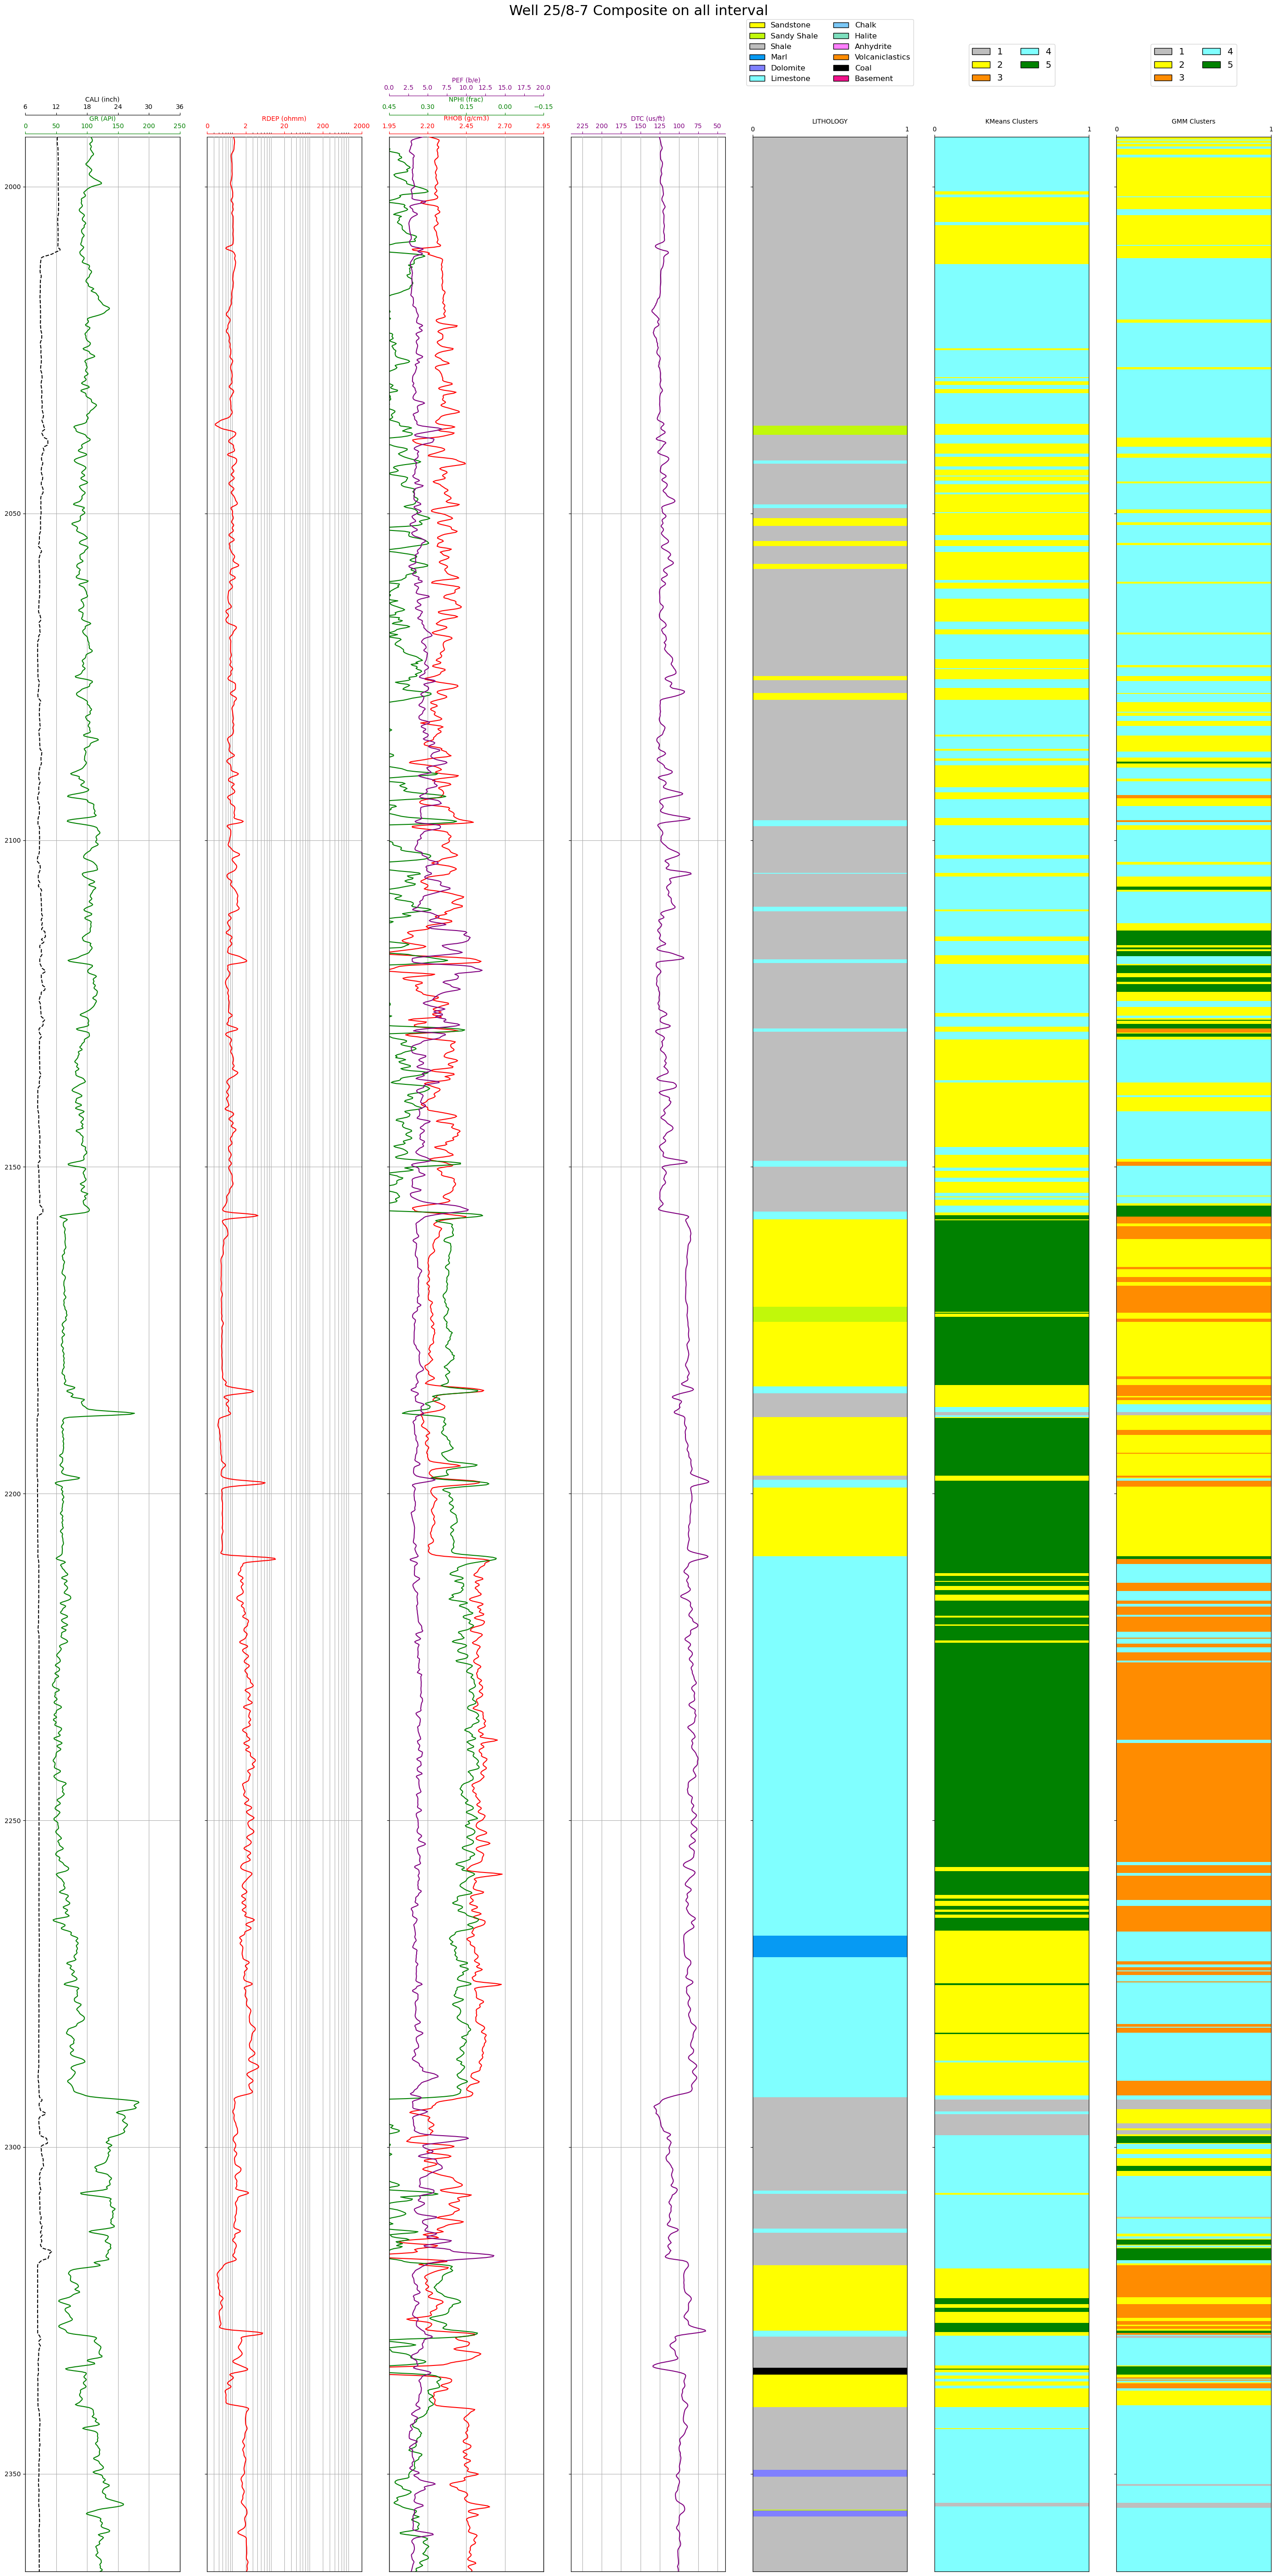 Well 25/8-7 Composite on all interval
Sandstone Chalk
Sandy Shale Halite
Shale Anhydrite
Marl Volcaniclastics
Dolomite Coal
Limestone Basement
1 4
2 5
3
1 4
2 5
3
PEF (b/e)
0.0 2.5 5.0 7.5 10.0 12.5 15.0 17.5 20.0
CALI (inch) NPHI (frac)
6 12 18 24 30 36 0.45 0.30 0.15 0.00 −0.15
GR (API) RDEP (ohmm) RHOB (g/cm3) DTC (us/ft) LITHOLOGY KMeans Clusters GMM Clusters
0 50 100 150 200 250 0 2 20 200 2000 1.95 2.20 2.45 2.70 2.95 225 200 175 150 125 100 75 50 0 1 0 1 0 1
2000
2050
2100
2150
2200
2250
2300
2350